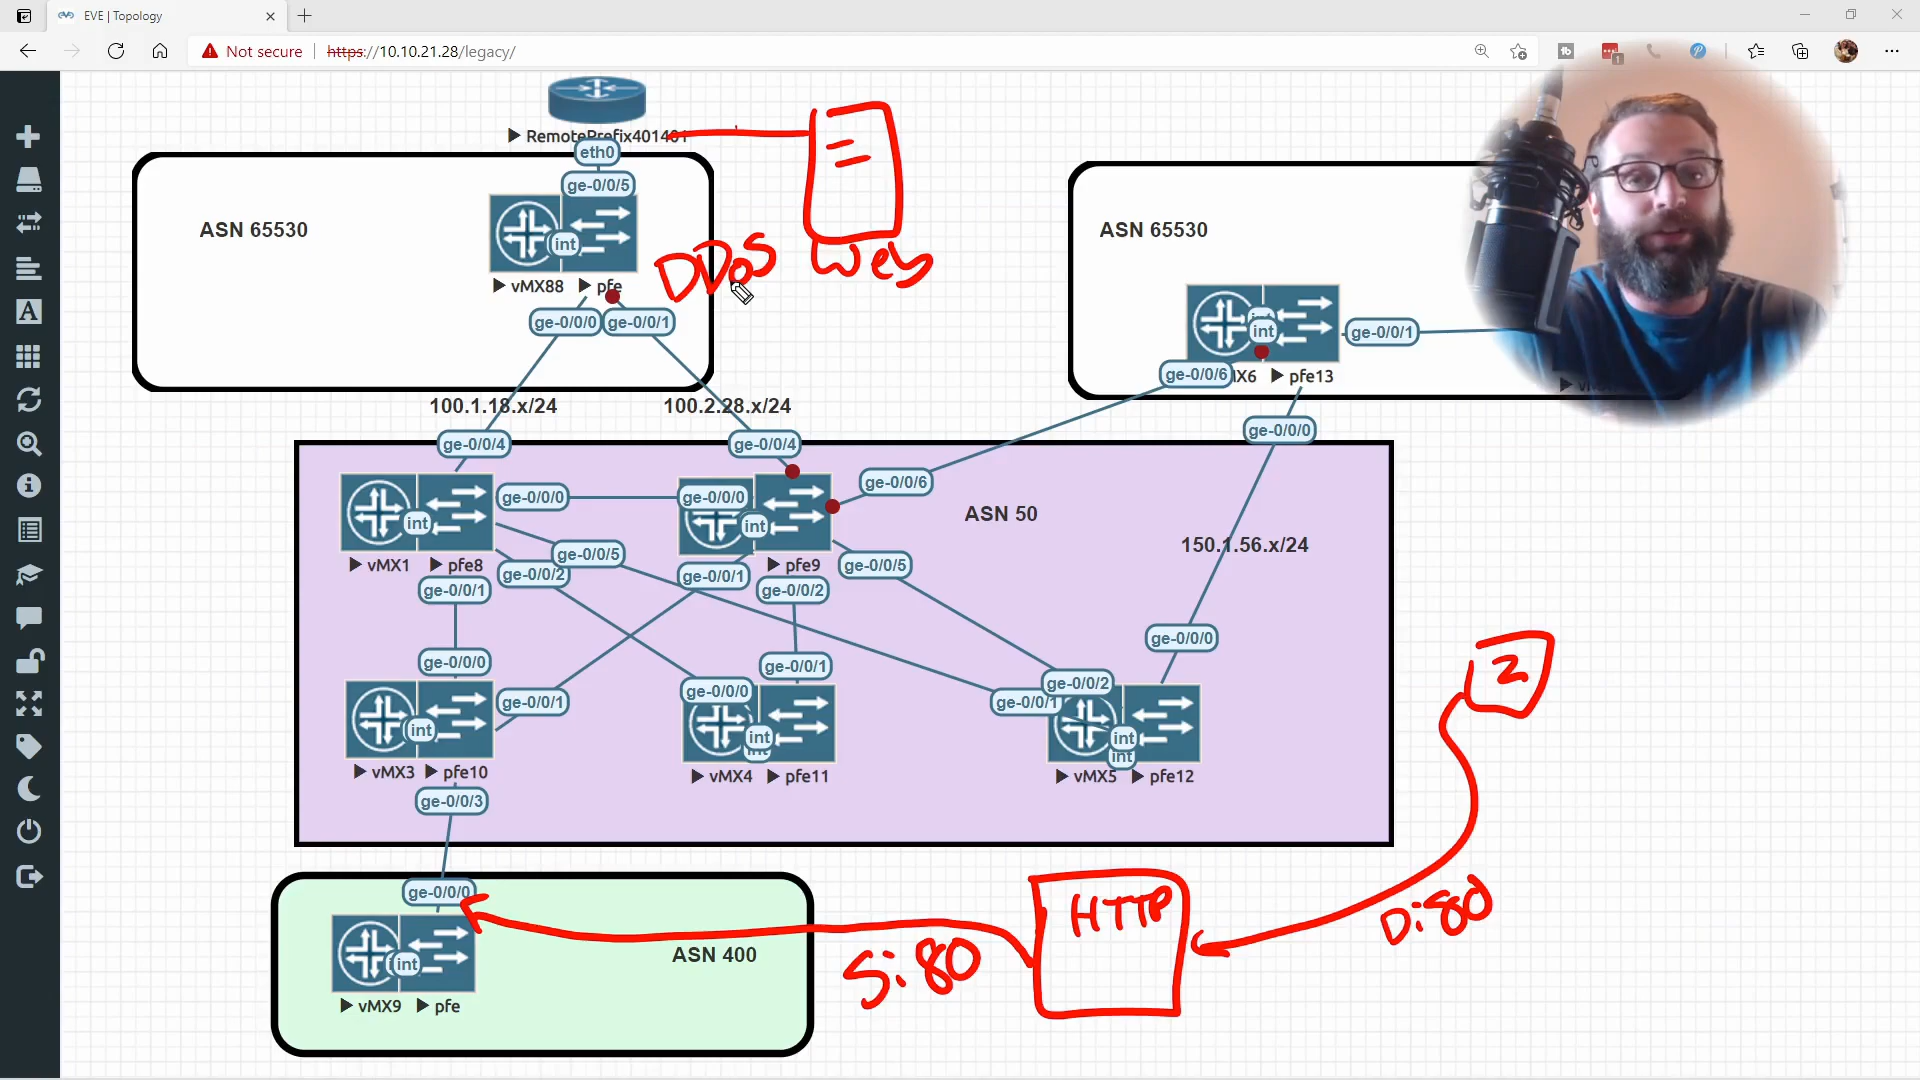 EVE | Topology
Not secure
https://10.10.21.28/legacy/
1
RemotePrefix401401
eth0
ge-0/0/5
Web
ASN 65530
int
vMX88
pfe
DDoS
ge-0/0/0
ge-0/0/1
100.1.18.x/24
100.2.28.x/24
ASN 65530
int
ge-0/0/1
ge-0/0/6
pfe13
ge-0/0/0
ge-0/0/4
ge-0/0/4
ge-0/0/6
ASN 50
150.1.56.x/24
ge-0/0/0
ge-0/0/0
int
int
vMX1
pfe8
pfe9
ge-0/0/5
ge-0/0/2
ge-0/0/1
ge-0/0/5
ge-0/0/1
ge-0/0/2
ge-0/0/0
ge-0/0/0
ge-0/0/1
ge-0/0/1
ge-0/0/0
ge-0/0/2
ge-0/0/1
int
int
int
int
vMX3
pfe10
vMX4
pfe11
vMX5
pfe12
ge-0/0/3
Z
ge-0/0/0
int
ASN 400
vMX9
pfe
HTTP
S:80
D:80